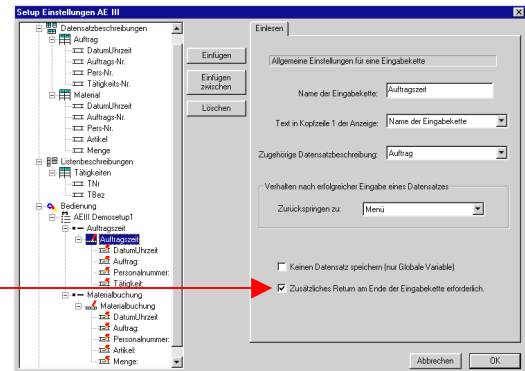 Setup Einstellungen AE III
Datensatzbeschreibungen
Auftrag
DatumUhrzeit
Auftrags-Nr.
Pers-Nr.
Tätigkeits-Nr.
Material
DatumUhrzeit
Auftrags-Nr.
Pers-Nr.
Artikel
Menge
Listenbeschreibungen
Tätigkeiten
TNr
TBez
Bedienung
AEIII Demosetup1
Auftragszeit
Auftragszeit
DatumUhrzeit
Auftrag:
Personalnummer:
Tätigkeit:
Materialbuchung
Materialbuchung
DatumUhrzeit
Auftrag:
Personalnummer:
Artikel:
Menge:
Einfügen
Einfügen zwischen
Löschen
Einlesen
Allgemeine Einstellungen für eine Eingabekette
Name der Eingabekette:
Auftragszeit
Text in Kopfzeile 1 der Anzeige:
Name der Eingabekette
Zugehörige Datensatzbeschreibung:
Auftrag
Verhalten nach erfolgreicher Eingabe eines Datensatzes
Zurückspringen zu:
Menü
Keinen Datensatz speichern (nur Globale Variable)
Zusätzliches Return am Ende der Eingabekette erforderlich.
Abbrechen
OK